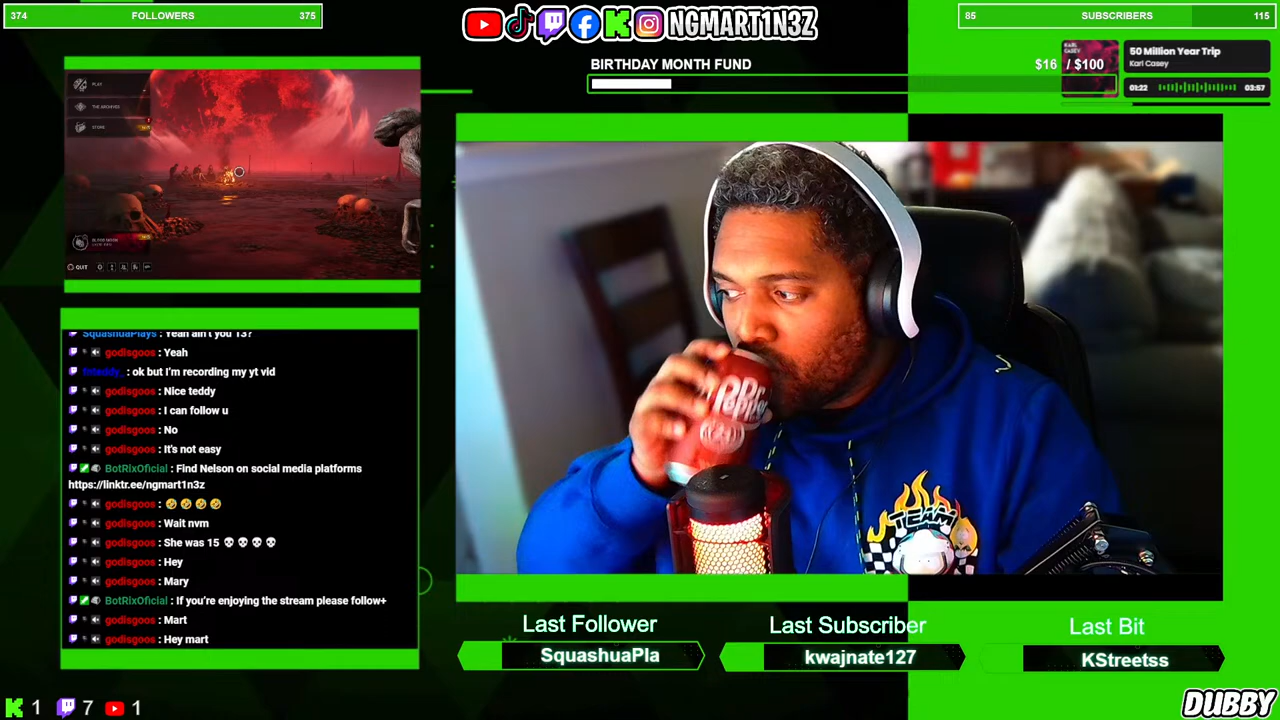 374
FOLLOWERS
375
NGMART1N3Z
85
SUBSCRIBERS
115
BIRTHDAY MONTH FUND
$16 / $100
50 Million Year Trip
Karl Casey
01:22
03:57
PLAY
THE ARCHIVES
STORE
BLOOD MOON
QUIT
SquashuaPlays : Yeah ain't you 13?
godisgoos : Yeah
: ok but I'm recording my yt vid
godisgoos : Nice teddy
godisgoos : I can follow u
godisgoos : No
godisgoos : It's not easy
BotRixOficial : Find Nelson on social media platforms
https://linktr.ee/ngmart1n3z
godisgoos : 🤣 🤣 🤣 🤣
godisgoos : Wait nvm
godisgoos : She was 15 💀 💀 💀 💀
godisgoos : Hey
godisgoos : Mary
BotRixOficial : If you're enjoying the stream please follow+
godisgoos : Mart
godisgoos : Hey mart
TEAM
Last Follower
SquashuaPla
Last Subscriber
kwajnate127
Last Bit
KStreetss
K 1
7
1
DUBBY